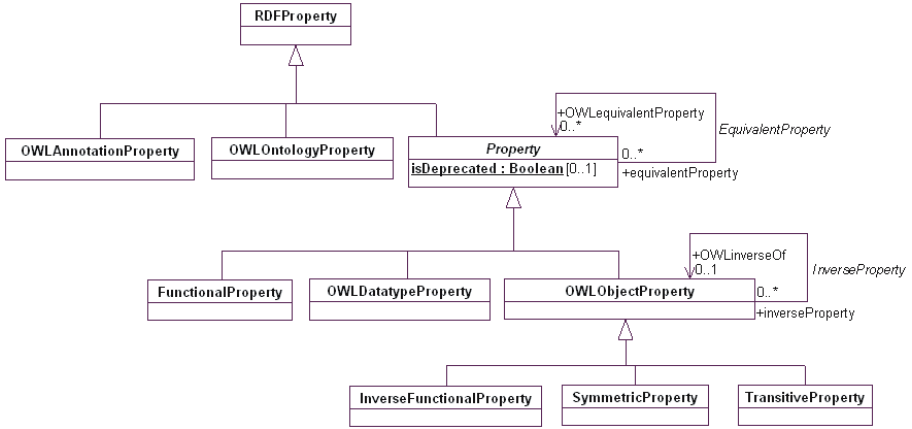 RDFProperty
OWLAnnotationProperty
OWLOntologyProperty
Property
isDeprecated : Boolean [0..1]
+OWLequivalentProperty
0..*
EquivalentProperty
0..*
+equivalentProperty
FunctionalProperty
OWLDatatypeProperty
OWLObjectProperty
+OWLinverseOf
0..1
InverseProperty
0..*
+inverseProperty
InverseFunctionalProperty
SymmetricProperty
TransitiveProperty